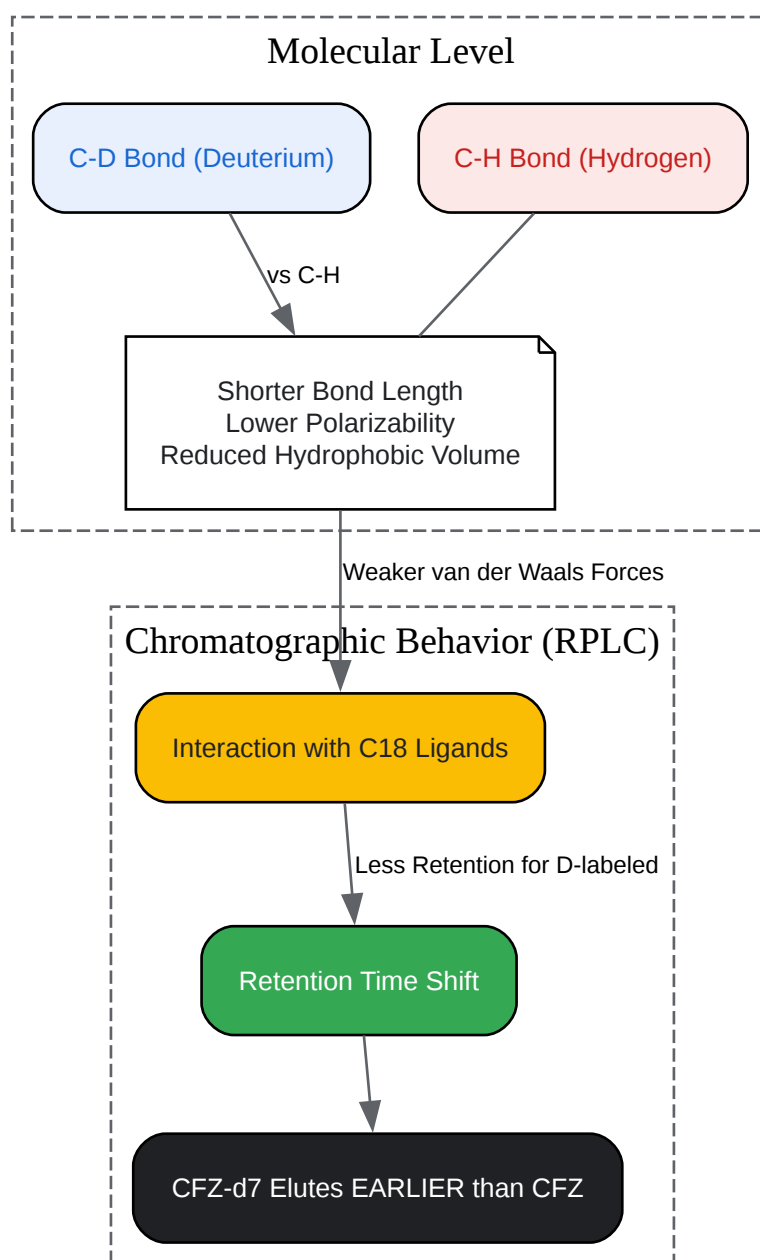 Molecular Level
C-D Bond (Deuterium)
C-H Bond (Hydrogen)
vs C-H
Shorter Bond Length
Lower Polarizability
Reduced Hydrophobic Volume
Weaker van der Waals Forces
Chromatographic Behavior (RPLC)
Interaction with C18 Ligands
Less Retention for D-labeled
Retention Time Shift
CFZ-d7 Elutes EARLIER than CFZ